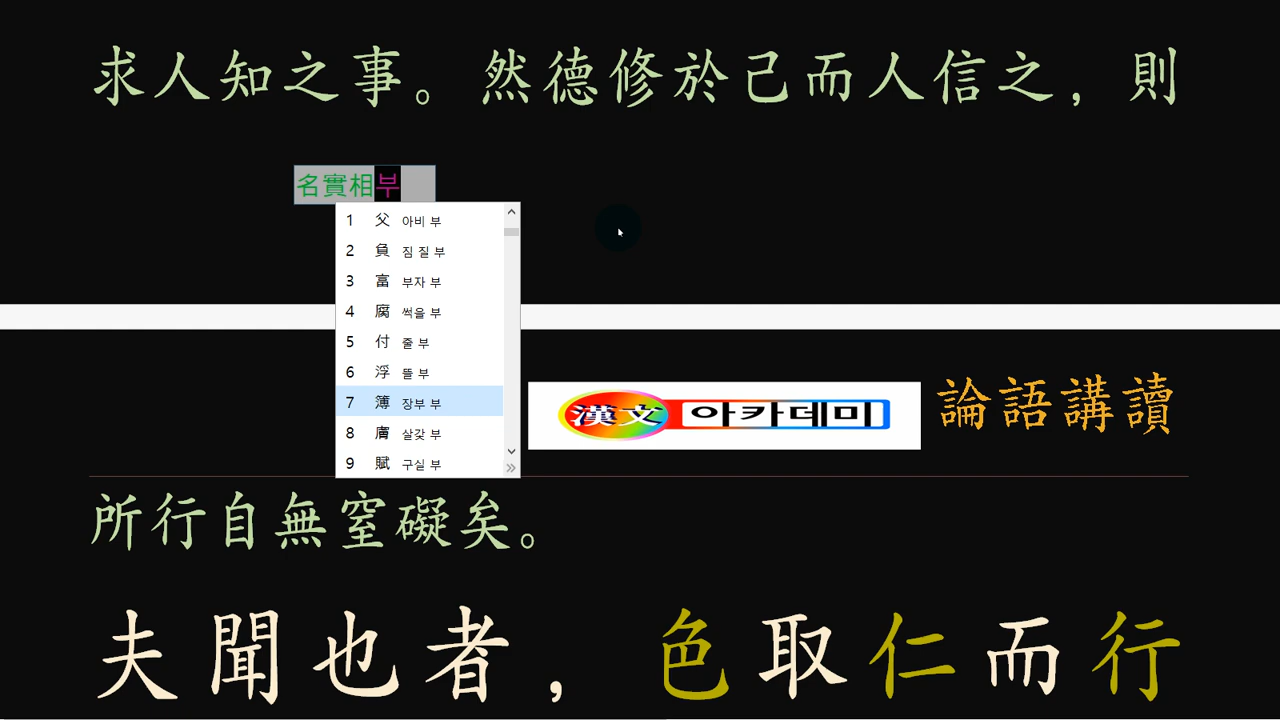 求人知之事。然德修於己而人信之，則
名實相부
1 父 아비 부
2 負 짐 질 부
3 富 부자 부
4 腐 썩을 부
5 付 줄 부
6 浮 뜰 부
7 簿 장부 부
8 膚 살갗 부
9 賦 구실 부
漢文 아카데미
論語講讀
所行自無窒礙矣。
夫聞也者，色取仁而行